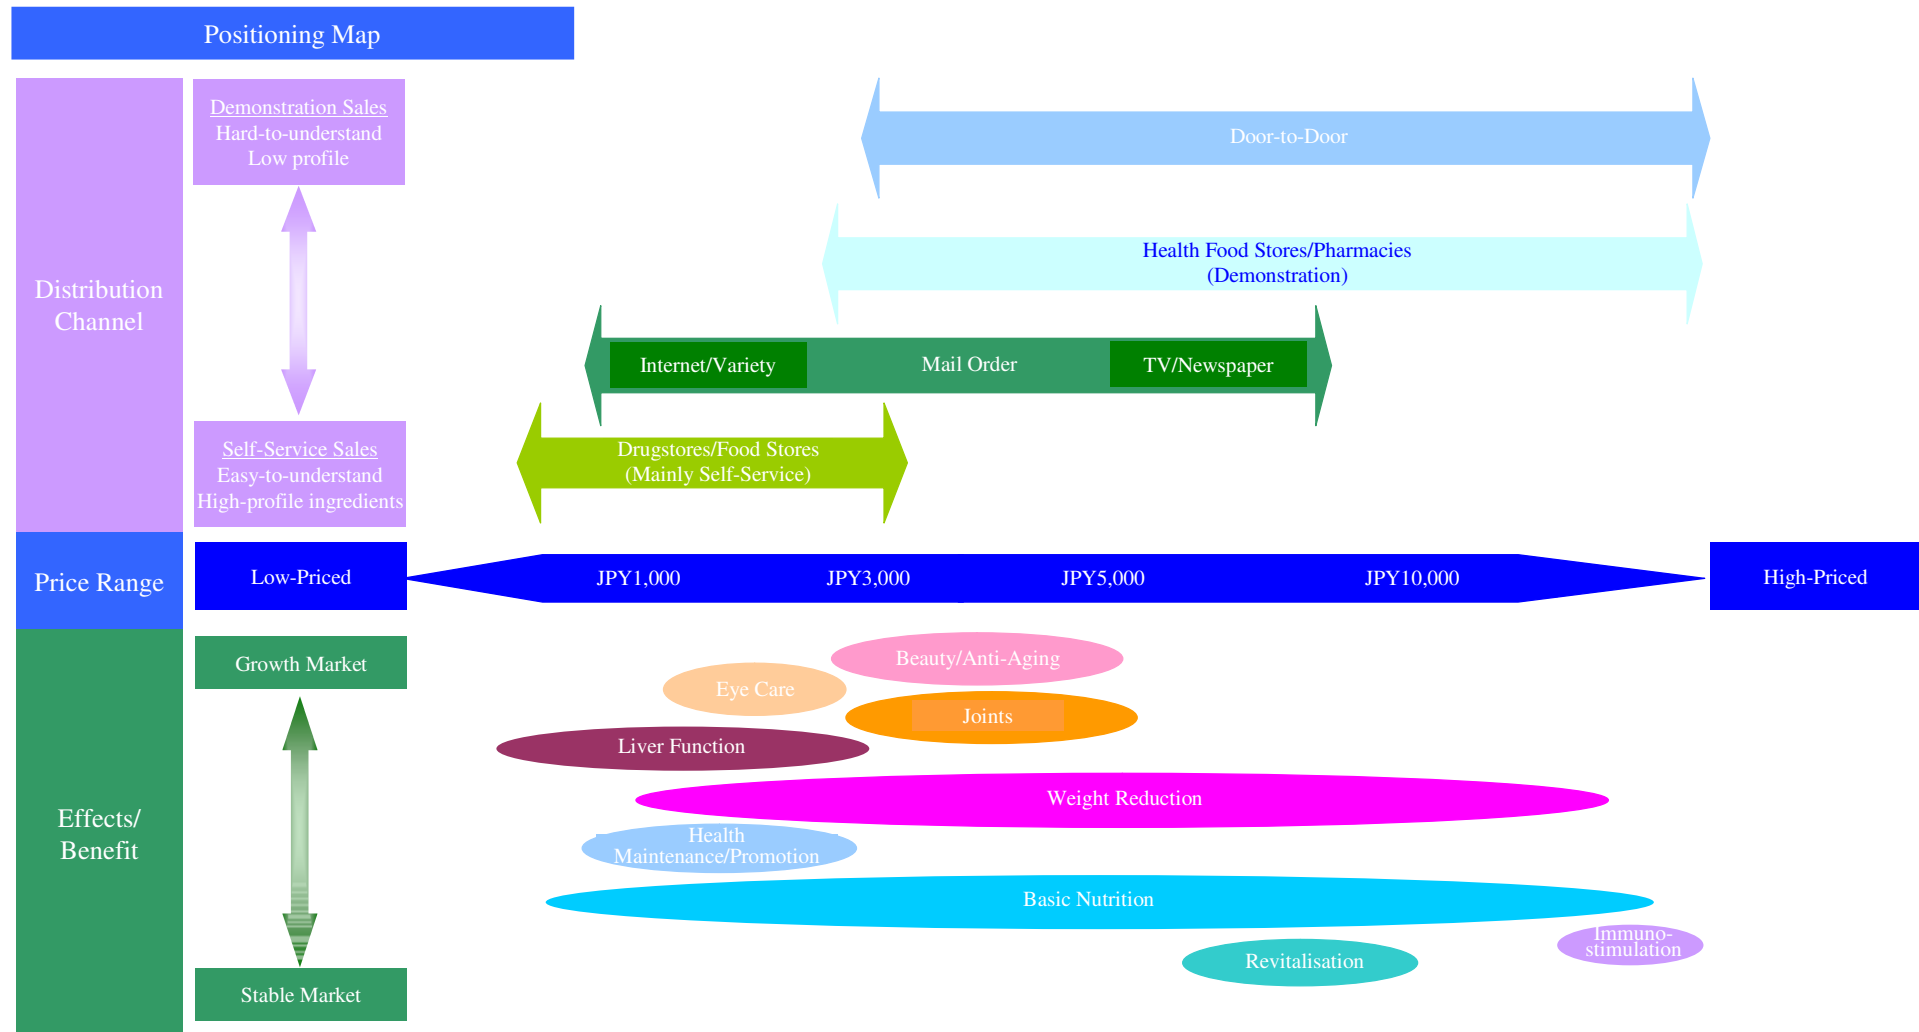 Positioning Map
Distribution
Channel
Demonstration Sales
Hard-to-understand
Low profile
Self-Service Sales
Easy-to-understand
High-profile ingredients
Door-to-Door
Health Food Stores/Pharmacies
(Demonstration)
Internet/Variety
Mail Order
TV/Newspaper
Drugstores/Food Stores
(Mainly Self-Service)
Price Range
Low-Priced
JPY1,000
JPY3,000
JPY5,000
JPY10,000
High-Priced
Effects/
Benefit
Growth Market
Stable Market
Beauty/Anti-Aging
Eye Care
Joints
Liver Function
Weight Reduction
Health
Maintenance/Promotion
Basic Nutrition
Immuno-
stimulation
Revitalisation